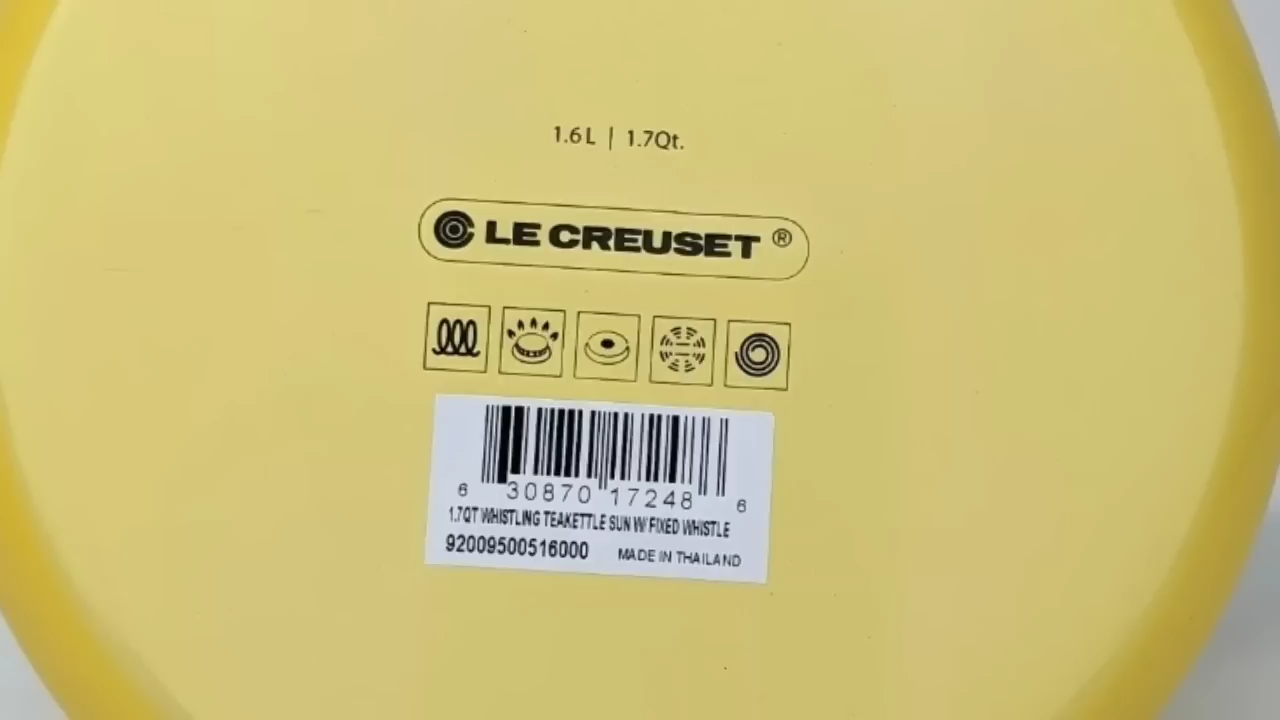 1.6 L | 1.7Qt.
LE CREUSET ®
6 30870 17248 6
1.7QT WHISTLING TEAKETTLE SUN W/ FIXED WHISTLE
92009500516000 MADE IN THAILAND